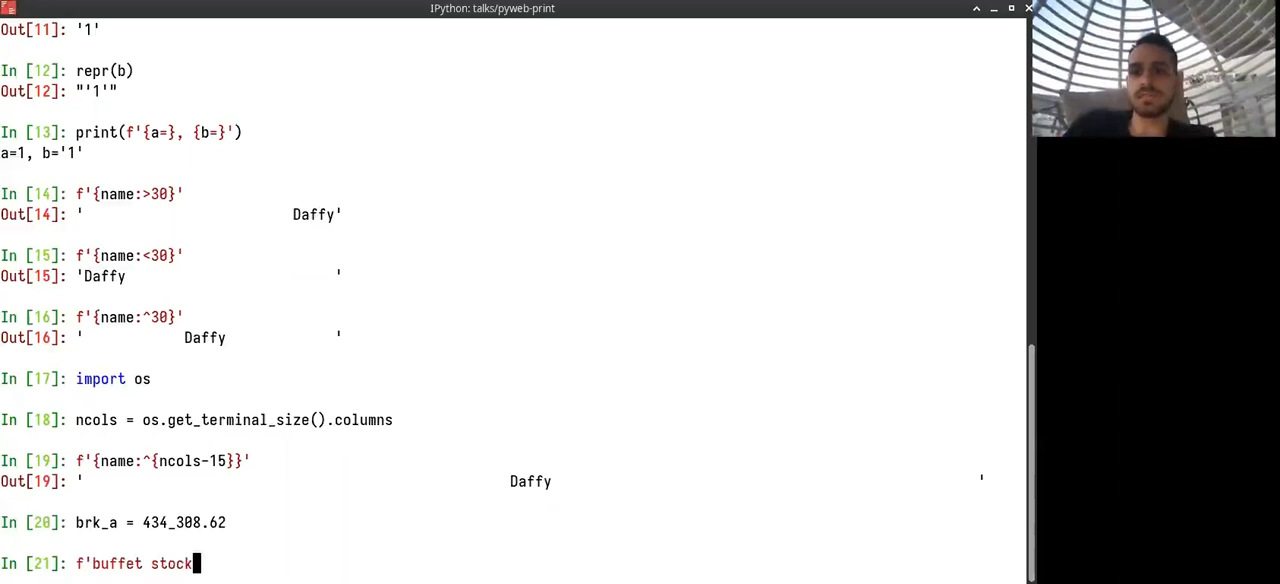 IPython: talks/pyweb-print
Out[11]: '1'
In [12]: repr(b)
Out[12]: "'1'"
In [13]: print(f'{a=}, {b=}')
a=1, b='1'
In [14]: f'{name:>30}'
Out[14]: '                         Daffy'
In [15]: f'{name:<30}'
Out[15]: 'Daffy                         '
In [16]: f'{name:^30}'
Out[16]: '            Daffy             '
In [17]: import os
In [18]: ncols = os.get_terminal_size().columns
In [19]: f'{name:^{ncols-15}}'
Out[19]: '                                                   Daffy                                                    '
In [20]: brk_a = 434_308.62
In [21]: f'buffet stock